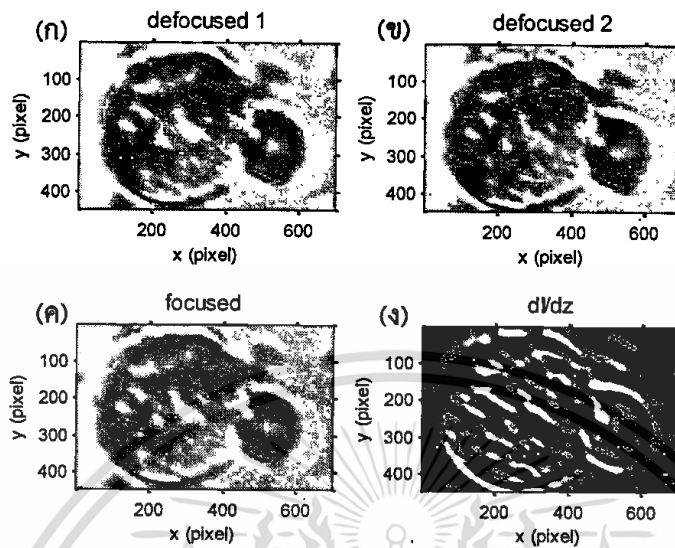 (ก) defocused 1
100
200
300
400
y (pixel)
200 400 600
x (pixel)
(ข) defocused 2
100
200
300
400
y (pixel)
200 400 600
x (pixel)
(ค) focused
100
200
300
400
y (pixel)
200 400 600
x (pixel)
(ง) dI/dz
100
200
300
400
y (pixel)
200 400 600
x (pixel)